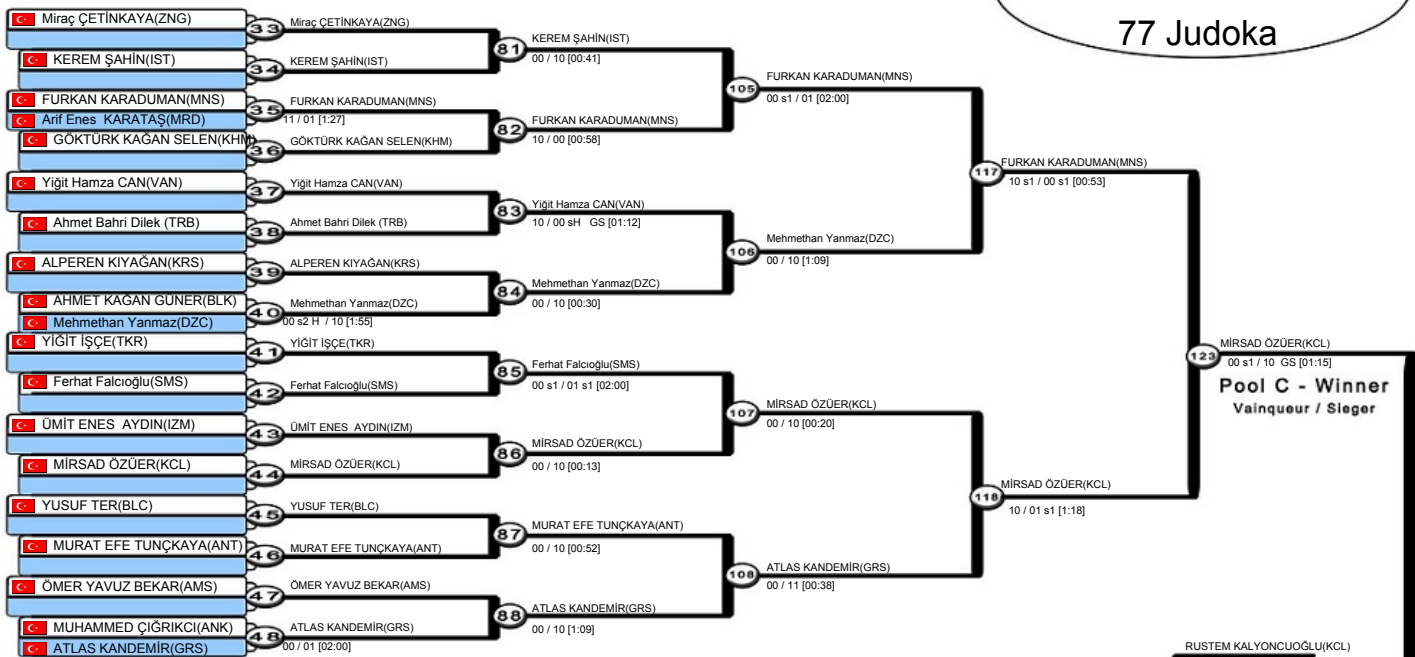 77 Judoka
Miraç ÇETİNKAYA(ZNG)
KEREM ŞAHİN(IST)
FURKAN KARADUMAN(MNS)
Arif Enes KARATAŞ(MRD)
GÖKTÜRK KAĞAN SELEN(KHM)
Yiğit Hamza CAN(VAN)
Ahmet Bahri Dilek (TRB)
ALPEREN KIYAĞAN(KRS)
AHMET KAĞAN GÜNER(BLK)
Mehmethan Yanmaz(DZC)
YİĞİT İŞÇE(TKR)
Ferhat Falcıoğlu(SMS)
ÜMİT ENES AYDIN(IZM)
MİRSAD ÖZÜER(KCL)
YUSUF TER(BLC)
MURAT EFE TUNÇKAYA(ANT)
ÖMER YAVUZ BEKAR(AMS)
MUHAMMED ÇIĞRIKCI(ANK)
ATLAS KANDEMİR(GRS)
33 Miraç ÇETİNKAYA(ZNG)
34 KEREM ŞAHİN(IST)
35 FURKAN KARADUMAN(MNS)
11 / 01 [1:27]
36 GÖKTÜRK KAĞAN SELEN(KHM)
37 Yiğit Hamza CAN(VAN)
38 Ahmet Bahri Dilek (TRB)
39 ALPEREN KIYAĞAN(KRS)
40 Mehmethan Yanmaz(DZC)
00 s2 H / 10 [1:55]
41 YİĞİT İŞÇE(TKR)
42 Ferhat Falcıoğlu(SMS)
43 ÜMİT ENES AYDIN(IZM)
44 MİRSAD ÖZÜER(KCL)
45 YUSUF TER(BLC)
46 MURAT EFE TUNÇKAYA(ANT)
47 ÖMER YAVUZ BEKAR(AMS)
48 ATLAS KANDEMİR(GRS)
00 / 01 [02:00]
81 KEREM ŞAHİN(IST)
00 / 10 [00:41]
82 FURKAN KARADUMAN(MNS)
10 / 00 [00:58]
83 Yiğit Hamza CAN(VAN)
10 / 00 sH GS [01:12]
84 Mehmethan Yanmaz(DZC)
00 / 10 [00:30]
85 Ferhat Falcıoğlu(SMS)
00 s1 / 01 s1 [02:00]
86 MİRSAD ÖZÜER(KCL)
00 / 10 [00:13]
87 MURAT EFE TUNÇKAYA(ANT)
00 / 10 [00:52]
88 ATLAS KANDEMİR(GRS)
00 / 10 [1:09]
105 FURKAN KARADUMAN(MNS)
00 s1 / 01 [02:00]
106 Mehmethan Yanmaz(DZC)
00 / 10 [1:09]
107 MİRSAD ÖZÜER(KCL)
00 / 10 [00:20]
108 ATLAS KANDEMİR(GRS)
00 / 11 [00:38]
117 FURKAN KARADUMAN(MNS)
10 s1 / 00 s1 [00:53]
118 MİRSAD ÖZÜER(KCL)
10 / 01 s1 [1:18]
123 MİRSAD ÖZÜER(KCL)
00 s1 / 10 GS [01:15]
Pool C - Winner
Vainqueur / Sieger
RUSTEM KALYONCUOĞLU(KCL)